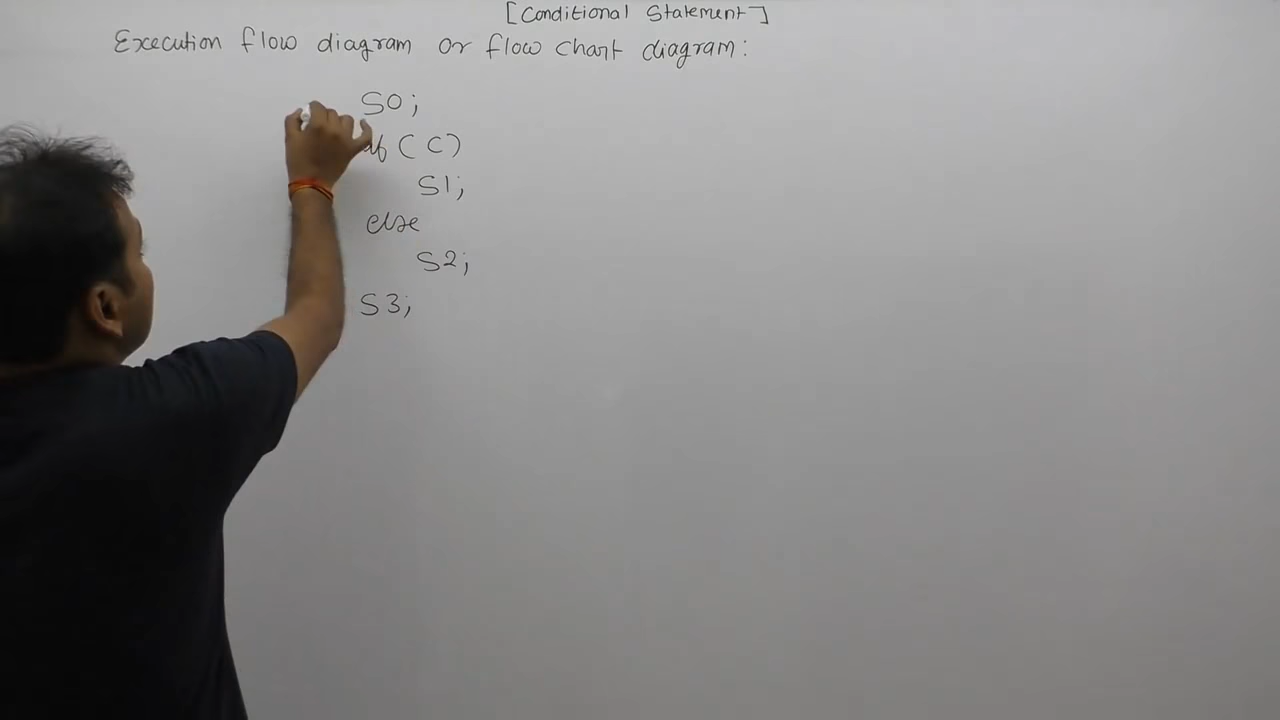 [Conditional Statement]
Execution flow diagram or flow chart diagram:
S0;
if (C)
S1;
else
S2;
S3;